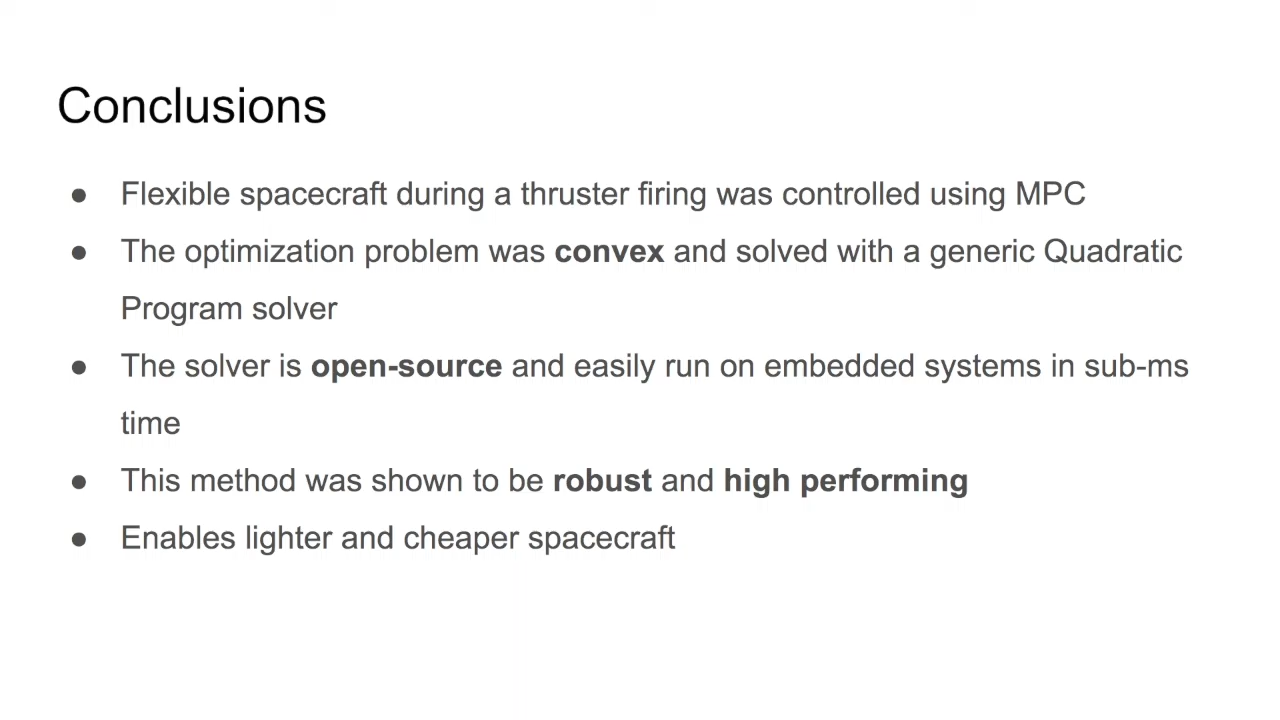 Conclusions
● Flexible spacecraft during a thruster firing was controlled using MPC
● The optimization problem was convex and solved with a generic Quadratic
Program solver
● The solver is open-source and easily run on embedded systems in sub-ms
time
● This method was shown to be robust and high performing
● Enables lighter and cheaper spacecraft